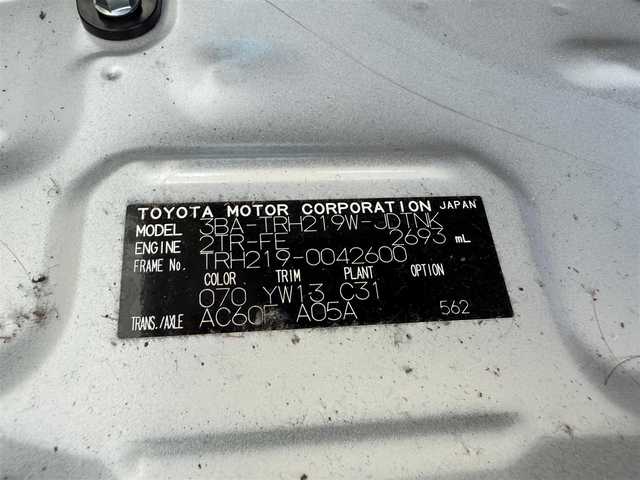 TOYOTA MOTOR CORPORATION JAPAN
MODEL 3BA-TRH219W-JDTNK
ENGINE 2TR-FE 2693 mL
FRAME No. TRH219-0042600
COLOR TRIM PLANT OPTION
070 YW13 C31
TRANS./AXLE AC60F A05A 562